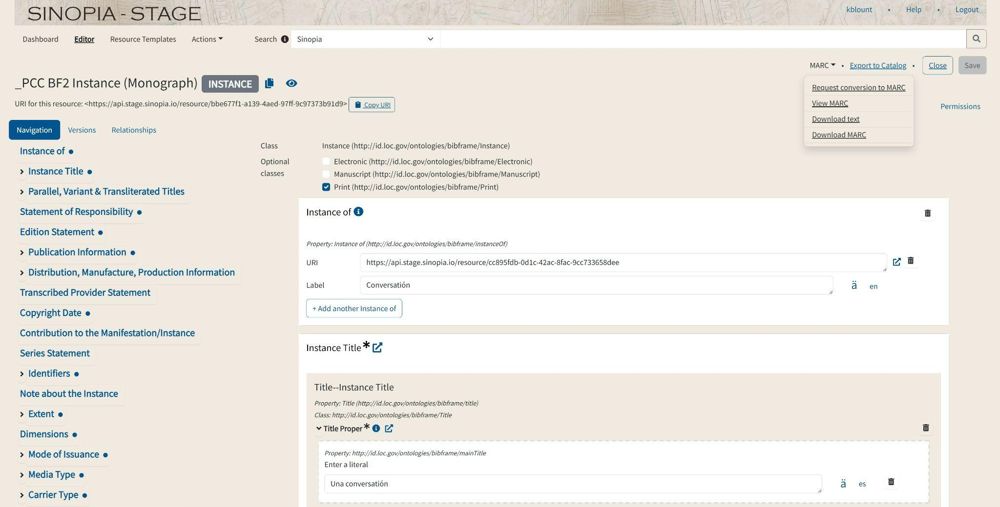 SINOPIA - STAGE
kblount • Help • Logout
Dashboard Editor Resource Templates Actions Search Sinopia
MARC • Export to Catalog • Close Save
_PCC BF2 Instance (Monograph) INSTANCE
Request conversion to MARC
View MARC
Download text
Download MARC
URI for this resource: <https://api.stage.sinopia.io/resource/bbe677f1-a139-4aed-97ff-9c97373b91d9> Copy URI
Permissions
Navigation Versions Relationships
Instance of
Instance Title
Parallel, Variant & Transliterated Titles
Statement of Responsibility
Edition Statement
Publication Information
Distribution, Manufacture, Production Information
Transcribed Provider Statement
Copyright Date
Contribution to the Manifestation/Instance
Series Statement
Identifiers
Note about the Instance
Extent
Dimensions
Mode of Issuance
Media Type
Carrier Type
Class Instance (http://id.loc.gov/ontologies/bibframe/Instance)
Optional classes
Electronic (http://id.loc.gov/ontologies/bibframe/Electronic)
Manuscript (http://id.loc.gov/ontologies/bibframe/Manuscript)
Print (http://id.loc.gov/ontologies/bibframe/Print)
Instance of
Property: Instance of (http://id.loc.gov/ontologies/bibframe/instanceOf)
URI https://api.stage.sinopia.io/resource/cc895fdb-0d1c-42ac-8fac-9cc733658dee
Label Conversatión ä en
+ Add another Instance of
Instance Title*
Title--Instance Title
Property: Title (http://id.loc.gov/ontologies/bibframe/title)
Class: http://id.loc.gov/ontologies/bibframe/Title
Title Proper*
Property: http://id.loc.gov/ontologies/bibframe/mainTitle
Enter a literal
Una conversatión ä es